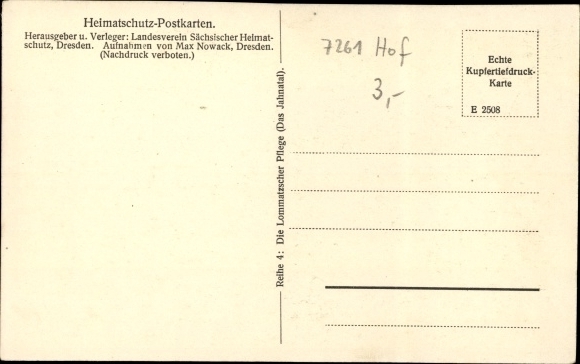 Heimatschutz-Postkarten.
Herausgeber u. Verleger: Landesverein Sächsischer Heimat-
schutz, Dresden. Aufnahmen von Max Nowack, Dresden.
(Nachdruck verboten.)
Reihe 4: Die Lommatzscher Pflege (Das Jahnatal).
7261 Hof
3,-
Echte
Kupfertiefdruck-
Karte
E 2508